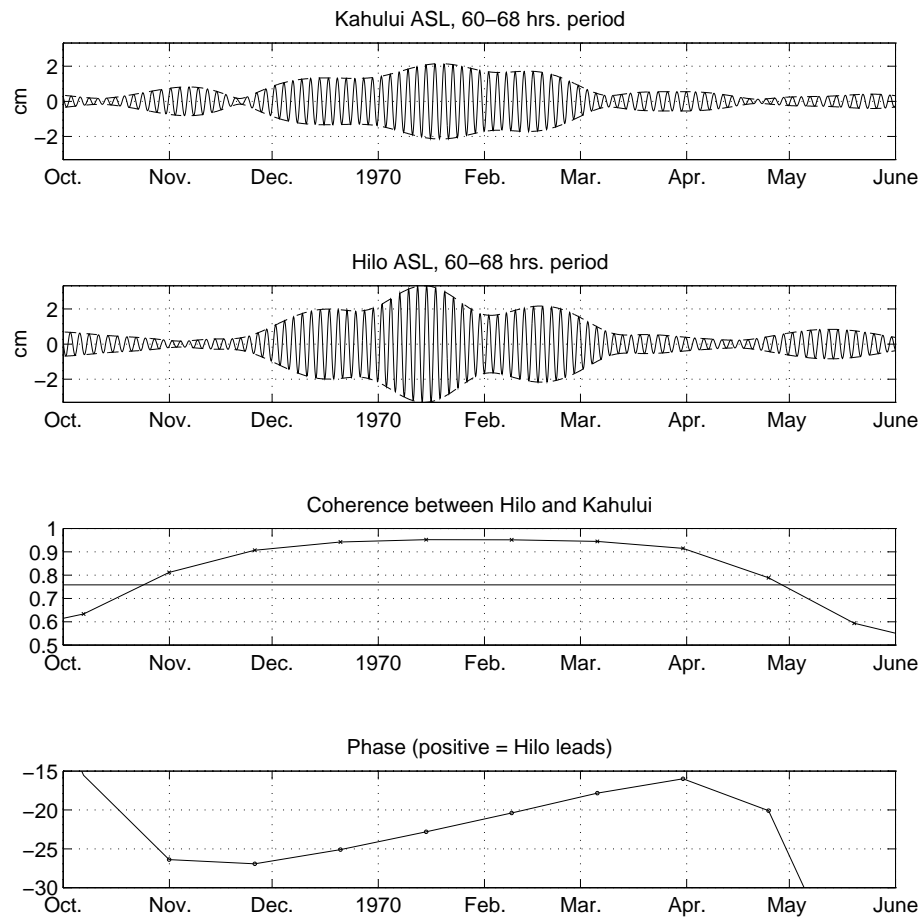 Kahului ASL, 60−68 hrs. period
cm
2
0
−2
Oct. Nov. Dec. 1970 Feb. Mar. Apr. May June
Hilo ASL, 60−68 hrs. period
cm
2
0
−2
Oct. Nov. Dec. 1970 Feb. Mar. Apr. May June
Coherence between Hilo and Kahului
1
0.9
0.8
0.7
0.6
0.5
Oct. Nov. Dec. 1970 Feb. Mar. Apr. May June
Phase (positive = Hilo leads)
−15
−20
−25
−30
Oct. Nov. Dec. 1970 Feb. Mar. Apr. May June